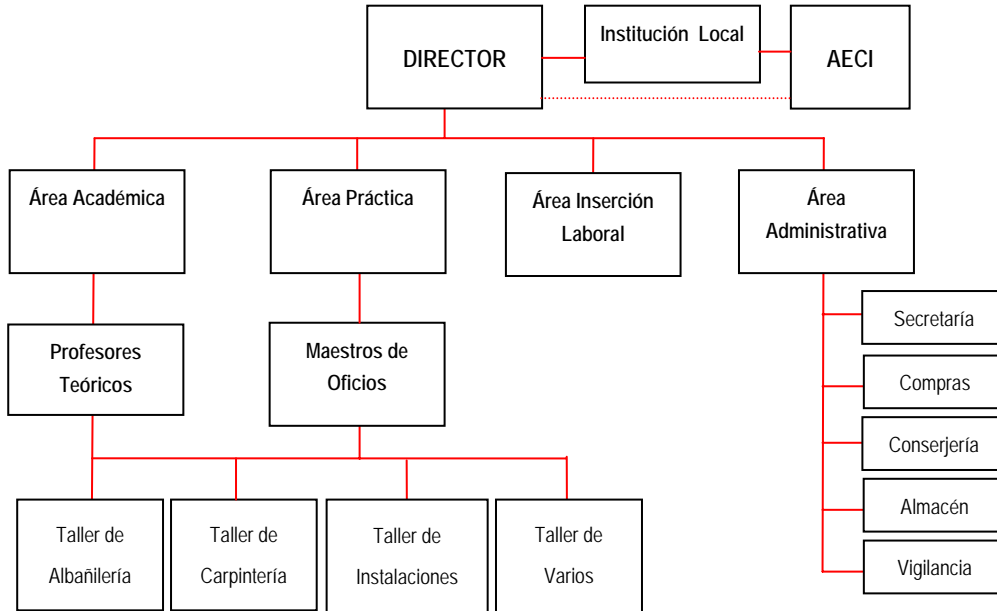 DIRECTOR
Institución Local
AECI
Área Académica
Área Práctica
Área Inserción
Laboral
Área
Administrativa
Profesores
Teóricos
Maestros de
Oficios
Secretaría
Compras
Conserjería
Almacén
Vigilancia
Taller de
Albañilería
Taller de
Carpintería
Taller de
Instalaciones
Taller de
Varios